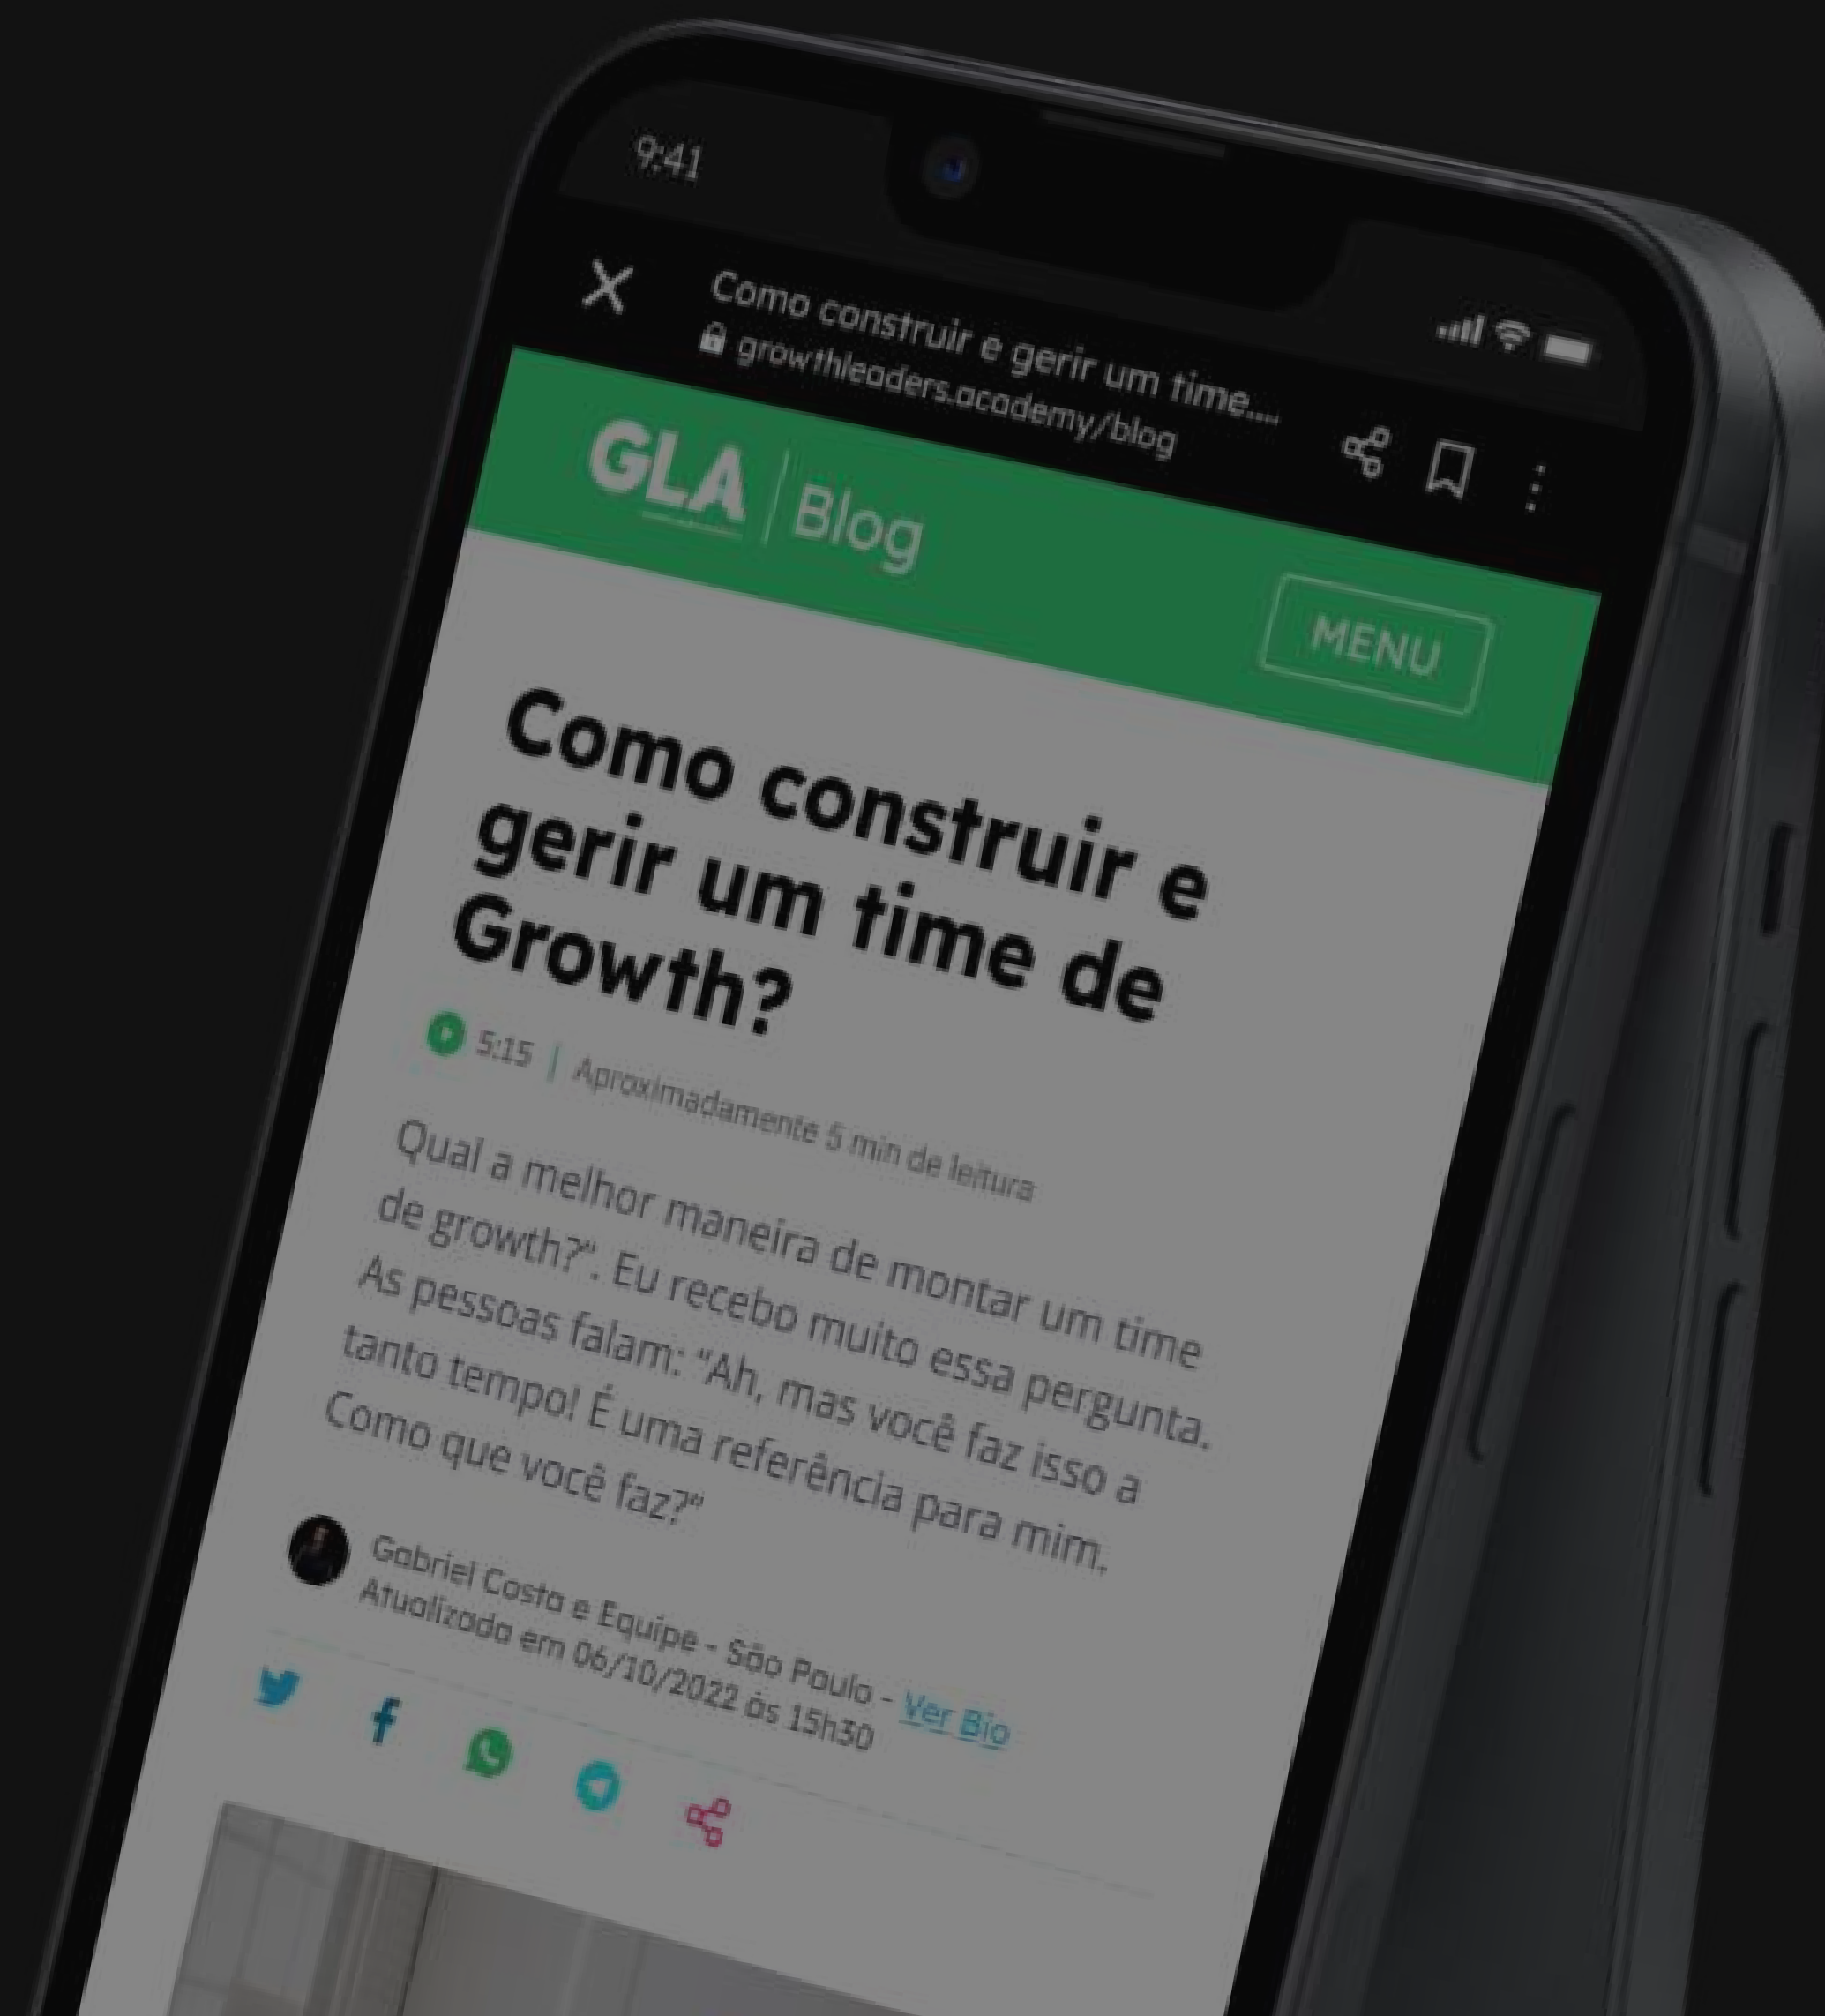 9:41
Como construir e gerir um time....
growthleaders.academy/blog
GLA | Blog
MENU
Como construir e
gerir um time de
Growth?
5:15 | Aproximadamente 5 min de leitura
Qual a melhor maneira de montar um time
de growth?". Eu recebo muito essa pergunta.
As pessoas falam: "Ah, mas você faz isso a
tanto tempo! É uma referência para mim.
Como que você faz?"
Gabriel Costa e Equipe - São Paulo - Ver Bio
Atualizada em 06/10/2022 às 15h30